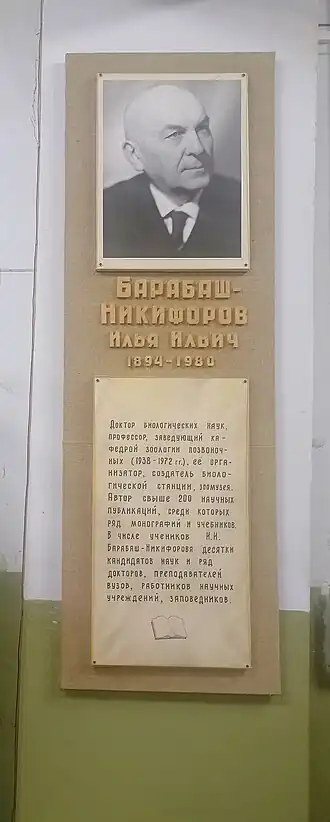 БАРАБАШ-
НИКИФОРОВ
ИЛЬЯ ИЛЬИЧ
1894-1980
ДОКТОР БИОЛОГИЧЕСКИХ НАУК,
ПРОФЕССОР, ЗАВЕДУЮЩИЙ КА-
ФЕДРОЙ ЗООЛОГИИ ПОЗВОНОЧ-
НЫХ (1938-1972 гг.), ЕЁ ОРГА-
НИЗАТОР, СОЗДАТЕЛЬ БИОЛО-
ГИЧЕСКОЙ СТАНЦИИ, ЗООМУЗЕЯ.
АВТОР СВЫШЕ 200 НАУЧНЫХ
ПУБЛИКАЦИЙ, СРЕДИ КОТОРЫХ
РЯД МОНОГРАФИЙ И УЧЕБНИКОВ.
В ЧИСЛЕ УЧЕНИКОВ И.И.
БАРАБАШ-НИКИФОРОВА ДЕСЯТКИ
КАНДИДАТОВ НАУК И РЯД
ДОКТОРОВ, ПРЕПОДАВАТЕЛЕЙ
ВУЗОВ, РАБОТНИКОВ НАУЧНЫХ
УЧРЕЖДЕНИЙ, ЗАПОВЕДНИКОВ.